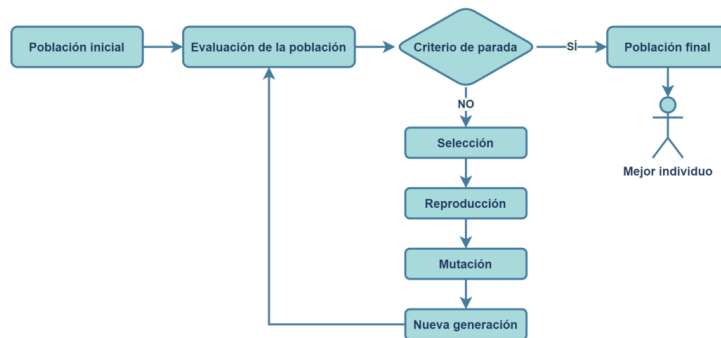 Población inicial
Evaluación de la población
Criterio de parada
SÍ
Población final
NO
Selección
Mejor individuo
Reproducción
Mutación
Nueva generación